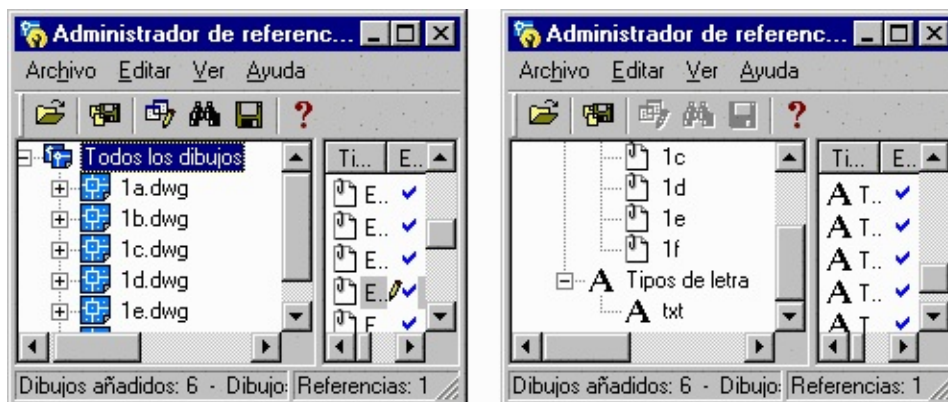 Administrador de referenc...
Archivo Editar Ver Ayuda
?
Todos los dibujos
1a.dwg
1b.dwg
1c.dwg
1d.dwg
1e.dwg
Ti... E...
E..
E..
E..
E..
E
Dibujos añadidos: 6 - Dibujo: Referencias: 1
Administrador de referenc...
Archivo Editar Ver Ayuda
?
1c
1d
1e
1f
A Tipos de letra
A txt
Ti... E...
A T..
A T..
A T..
A T..
A T
Dibujos añadidos: 6 - Dibujo: Referencias: 1